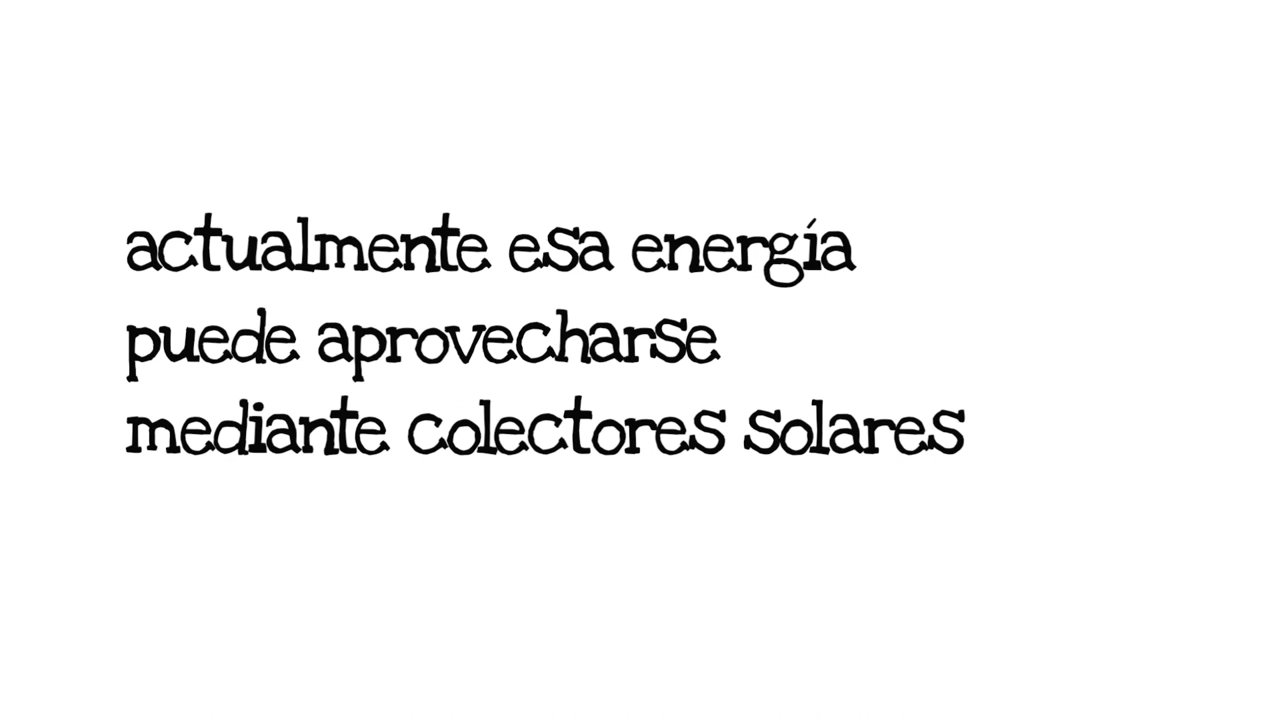 actualmente esa energía
puede aprovecharse
mediante colectores solares